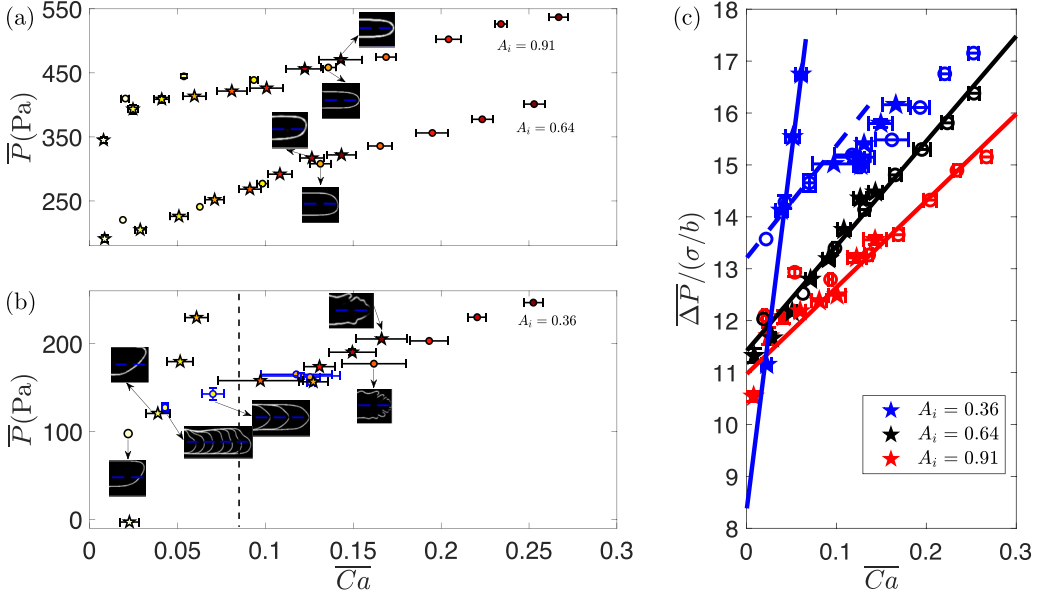 (a)
550
450
350
250
P̅(Pa)
A_i = 0.91
A_i = 0.64
(b)
200
100
0
P̅(Pa)
A_i = 0.36
0 0.05 0.1 0.15 0.2 0.25 0.3
C̅a̅
(c)
18
17
16
15
14
13
12
11
10
9
8
Δ̅P̅/(σ/b)
A_i = 0.36
A_i = 0.64
A_i = 0.91
0 0.1 0.2 0.3
C̅a̅